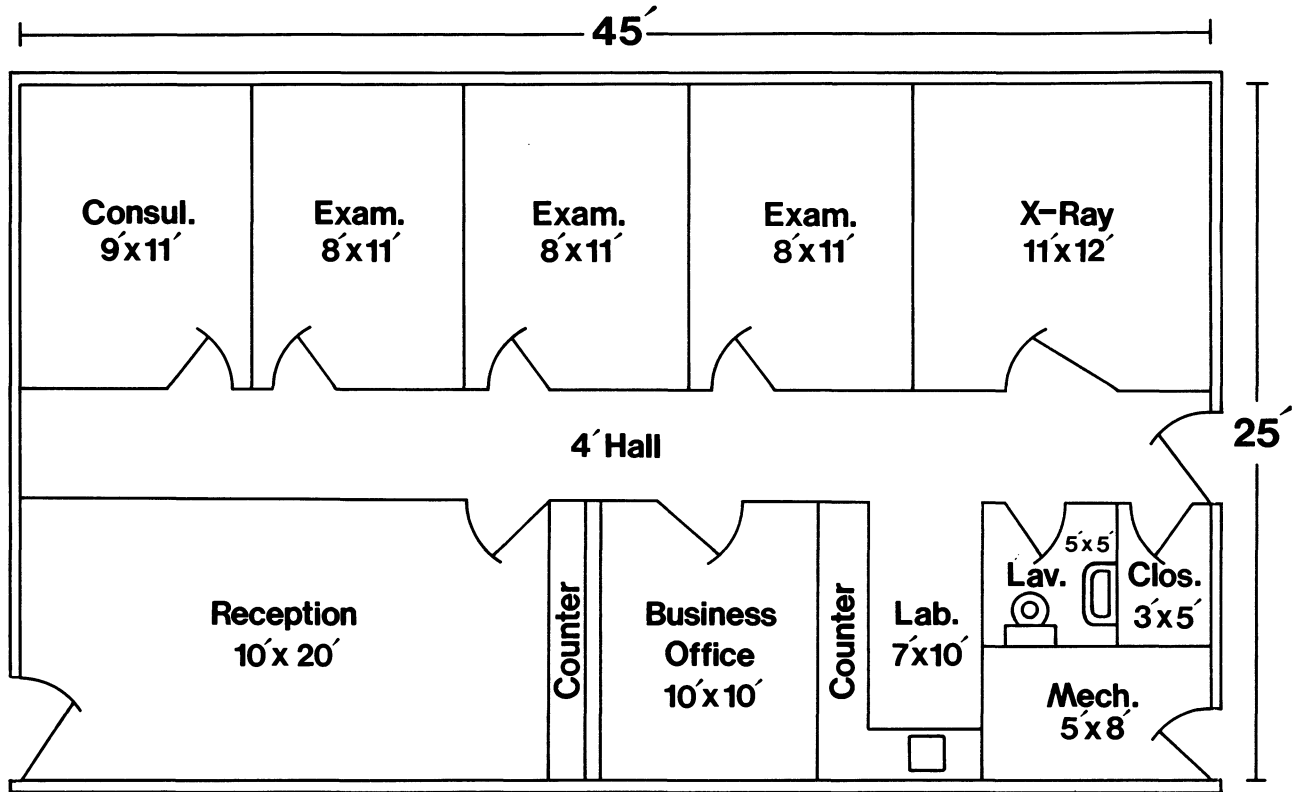 45′
Consul.
9′x11′
Exam.
8′x11′
Exam.
8′x11′
Exam.
8′x11′
X-Ray
11′x12′
4′ Hall
25′
Reception
10′x 20′
Counter
Business
Office
10′x10′
Counter
Lab.
7′x10′
5′x5′
Lav.
Clos.
3′x5′
Mech.
5′x8′